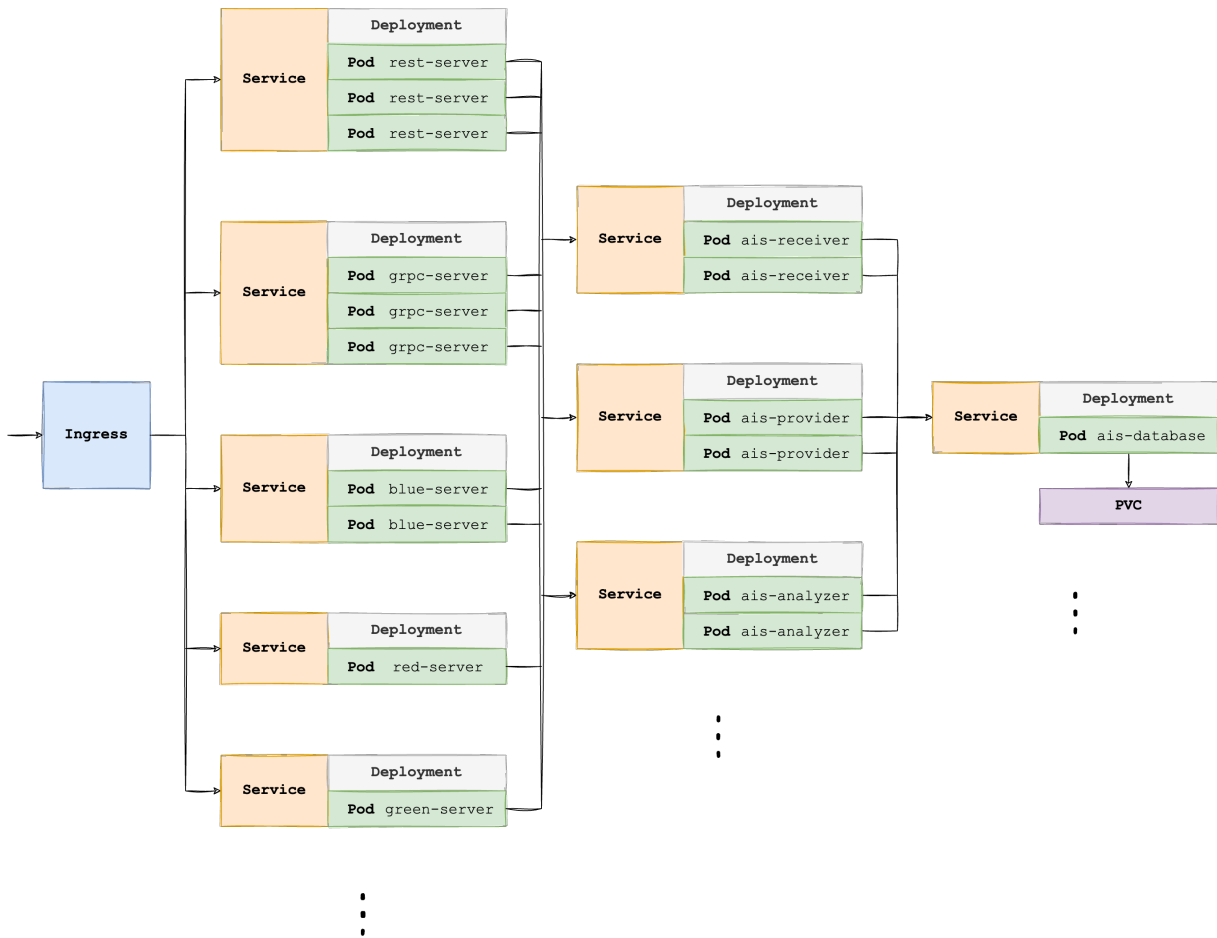 Deployment
Service
Pod rest-server
Pod rest-server
Pod rest-server
Deployment
Service
Pod grpc-server
Pod grpc-server
Pod grpc-server
Ingress
Deployment
Service
Pod blue-server
Pod blue-server
Deployment
Service
Pod red-server
Deployment
Service
Pod green-server
Deployment
Service
Pod ais-receiver
Pod ais-receiver
Deployment
Service
Pod ais-provider
Pod ais-provider
Deployment
Service
Pod ais-analyzer
Pod ais-analyzer
Deployment
Service
Pod ais-database
PVC